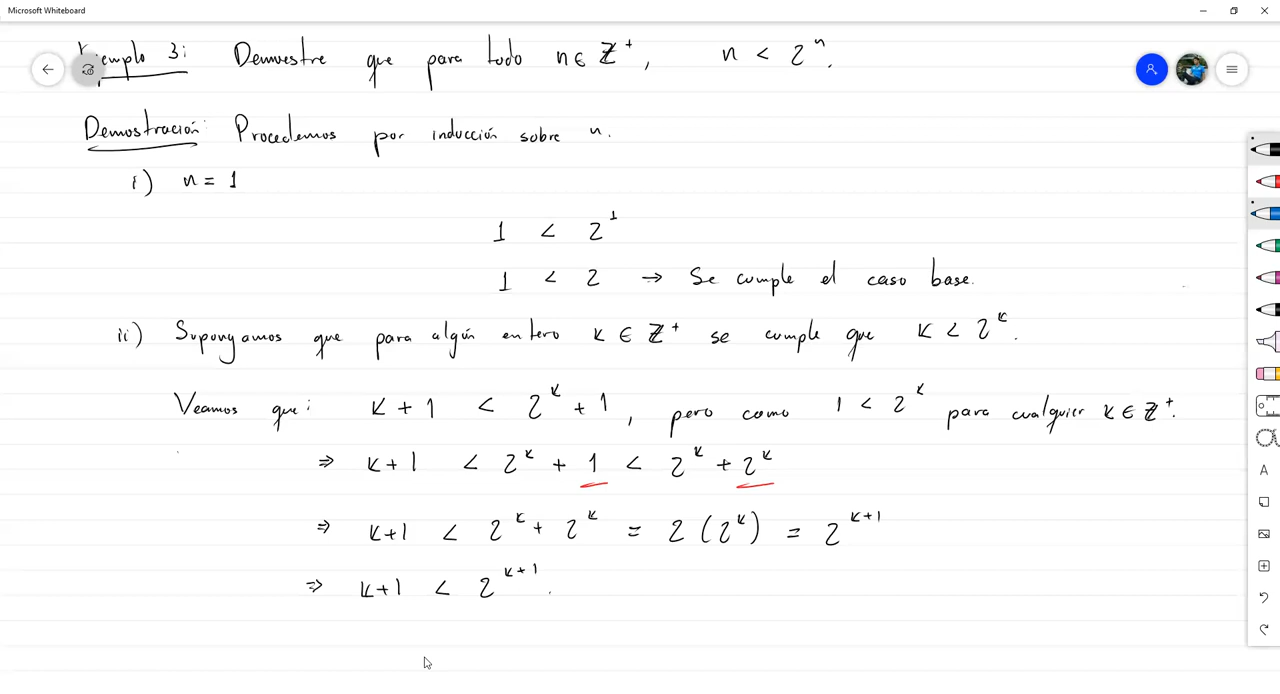 Microsoft Whiteboard
Ejemplo 3: Demuestre que para todo n ∈ ℤ⁺, n < 2ⁿ.
Demostración: Procedemos por inducción sobre n.
i) n = 1
1 < 2¹
1 < 2 → Se cumple el caso base.
ii) Supongamos que para algún entero k ∈ ℤ⁺ se cumple que k < 2ᵏ.
Veamos que: k + 1 < 2ᵏ + 1, pero como 1 < 2ᵏ para cualquier k ∈ ℤ⁺.
⇒ k + 1 < 2ᵏ + 1 < 2ᵏ + 2ᵏ
⇒ k+1 < 2ᵏ + 2ᵏ = 2 (2ᵏ) = 2ᵏ⁺¹
⇒ k+1 < 2ᵏ⁺¹.
A